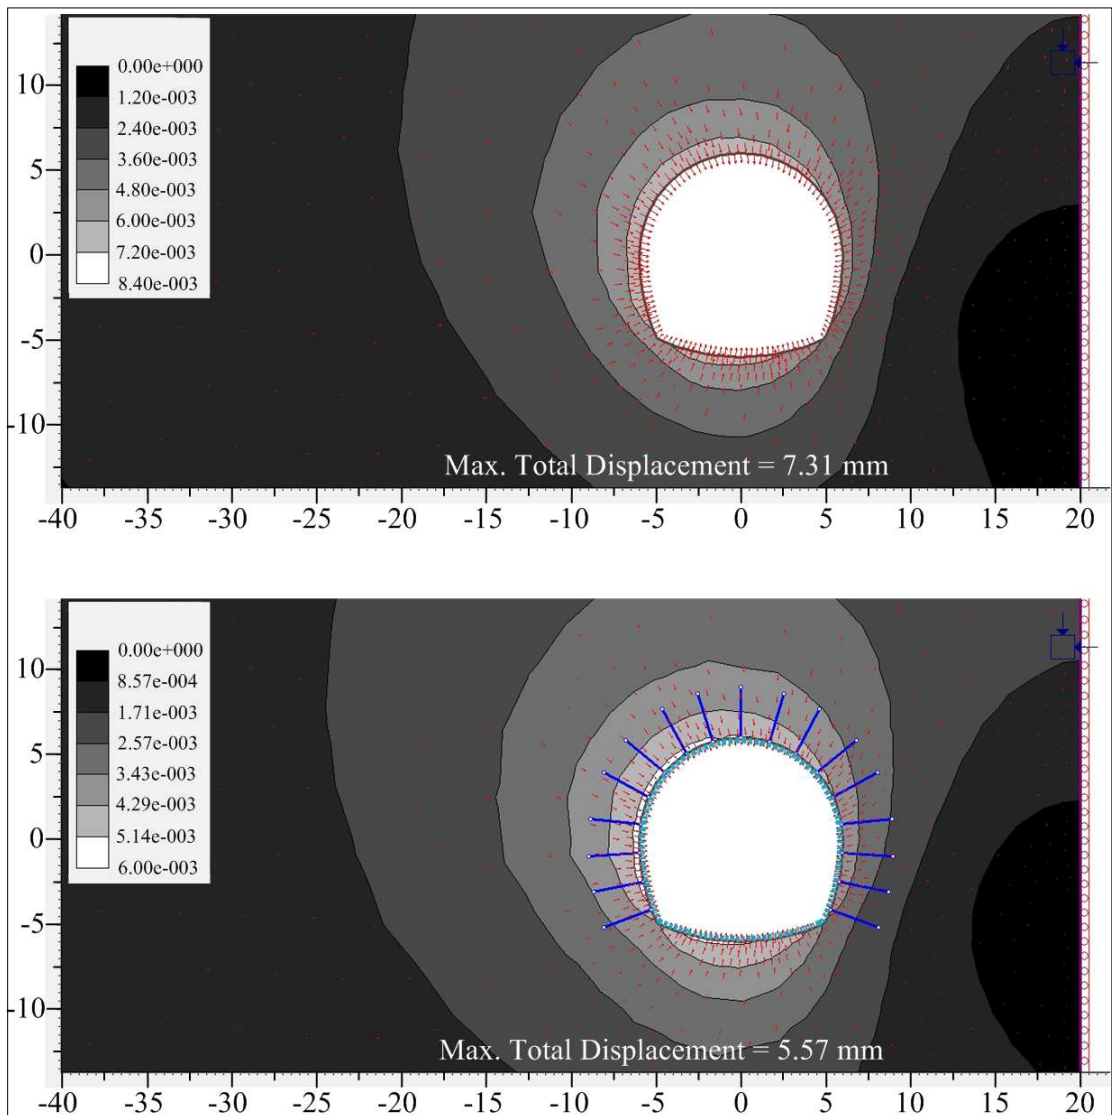 0.00e+000
1.20e-003
2.40e-003
3.60e-003
4.80e-003
6.00e-003
7.20e-003
8.40e-003
10
5
0
-5
-10
Max. Total Displacement = 7.31 mm
-40 -35 -30 -25 -20 -15 -10 -5 0 5 10 15 20
0.00e+000
8.57e-004
1.71e-003
2.57e-003
3.43e-003
4.29e-003
5.14e-003
6.00e-003
10
5
0
-5
-10
Max. Total Displacement = 5.57 mm
-40 -35 -30 -25 -20 -15 -10 -5 0 5 10 15 20